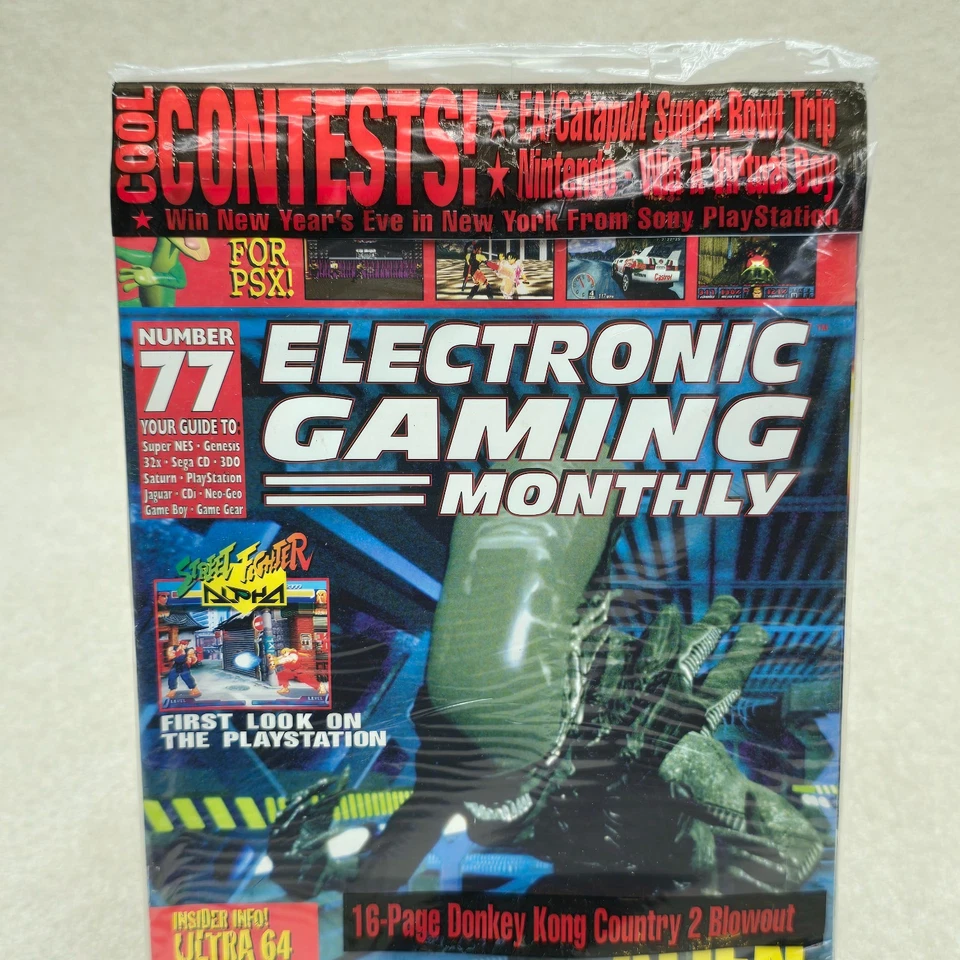 COOL CONTESTS!
★ EA/Catapult Super Bowl Trip
★ Nintendo - Win A Virtual Boy
★ Win New Year's Eve in New York From Sony PlayStation
FOR
PSX!
Castrol
NUMBER
77
YOUR GUIDE TO:
Super NES · Genesis
32x · Sega CD · 3DO
Saturn · PlayStation
Jaguar · CDi · Neo·Geo
Game Boy · Game Gear
ELECTRONIC
GAMING
MONTHLY
STREET FIGHTER
ALPHA
FIRST LOOK ON
THE PLAYSTATION
INSIDER INFO!
ULTRA 64
16-Page Donkey Kong Country 2 Blowout